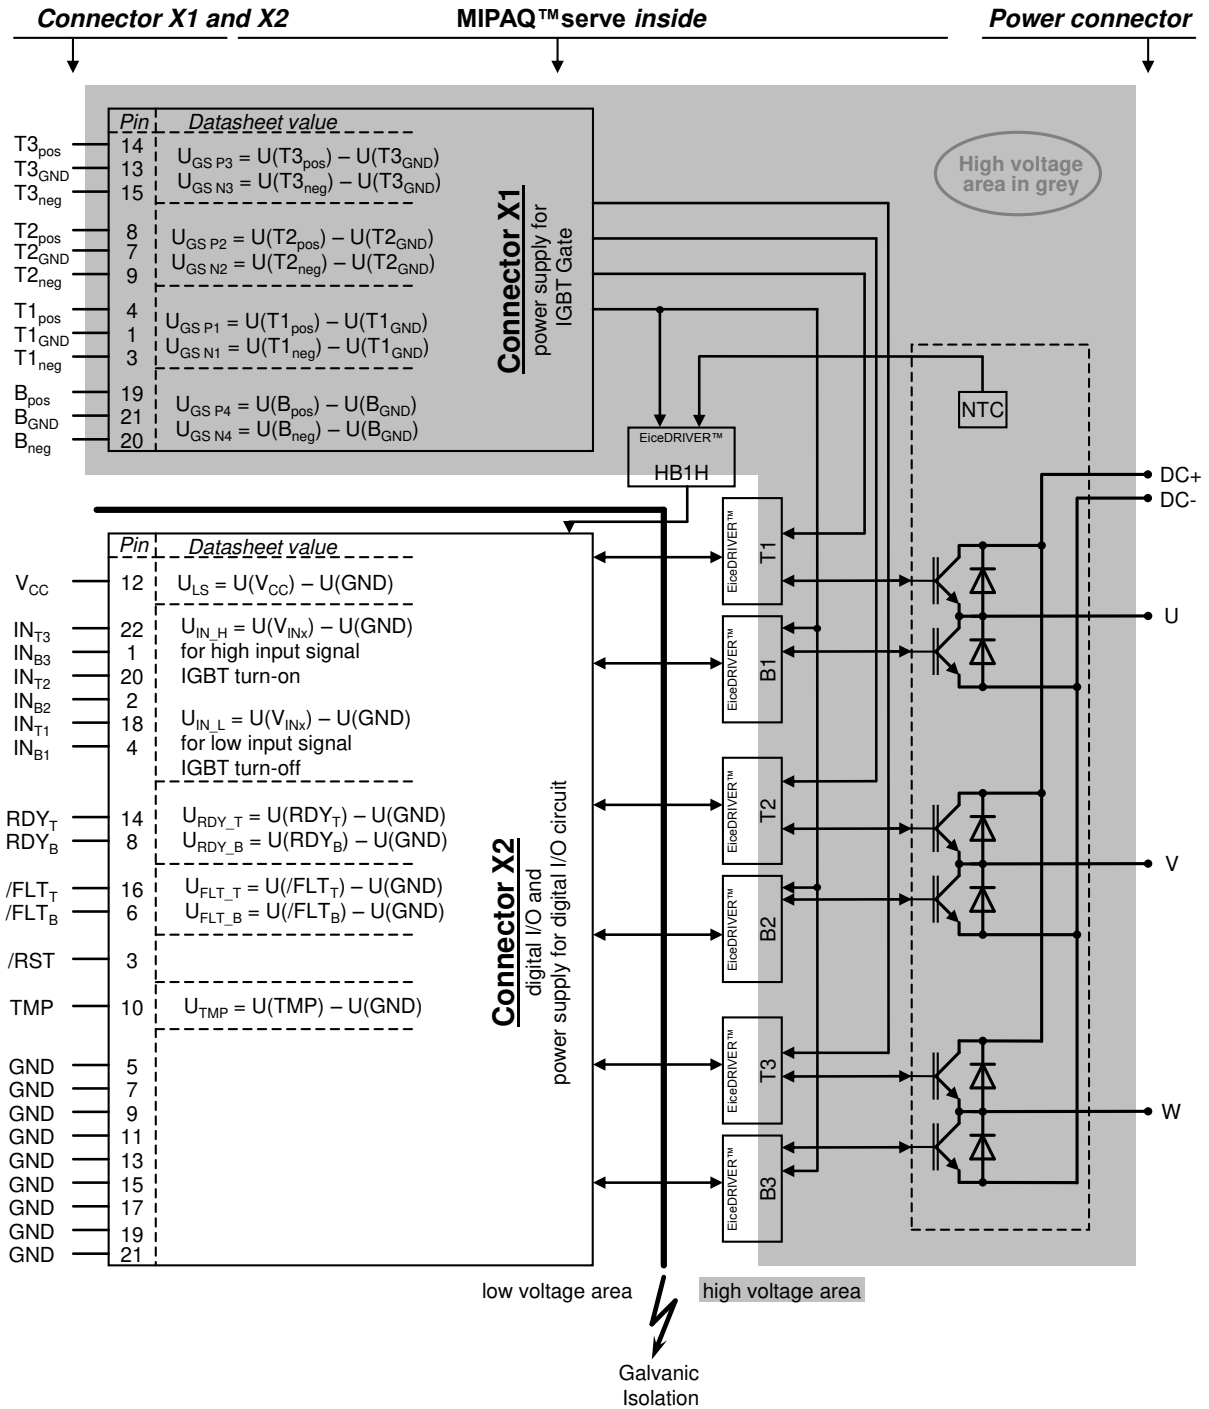 Connector X1 and X2
MIPAQ™serve inside
Power connector
Pin Datasheet value
T3pos 14
T3GND 13
T3neg 15
UGS P3 = U(T3pos) – U(T3GND)
UGS N3 = U(T3neg) – U(T3GND)
T2pos 8
T2GND 7
T2neg 9
UGS P2 = U(T2pos) – U(T2GND)
UGS N2 = U(T2neg) – U(T2GND)
T1pos 4
T1GND 1
T1neg 3
UGS P1 = U(T1pos) – U(T1GND)
UGS N1 = U(T1neg) – U(T1GND)
Bpos 19
BGND 21
Bneg 20
UGS P4 = U(Bpos) – U(BGND)
UGS N4 = U(Bneg) – U(BGND)
Connector X1
power supply for
IGBT Gate
High voltage
area in grey
NTC
EiceDRIVER™
HB1H
DC+
DC-
Pin Datasheet value
VCC 12 ULS = U(VCC) – U(GND)
INT3 22
INB3 1
INT2 20
INB2 2
INT1 18
INB1 4
UIN_H = U(VINx) – U(GND)
for high input signal
IGBT turn-on
UIN_L = U(VINx) – U(GND)
for low input signal
IGBT turn-off
RDYT 14 URDY_T = U(RDYT) – U(GND)
RDYB 8 URDY_B = U(RDYB) – U(GND)
/FLTT 16 UFLT_T = U(/FLTT) – U(GND)
/FLTB 6 UFLT_B = U(/FLTB) – U(GND)
/RST 3
TMP 10 UTMP = U(TMP) – U(GND)
GND 5
GND 7
GND 9
GND 11
GND 13
GND 15
GND 17
GND 19
GND 21
Connector X2
digital I/O and
power supply for digital I/O circuit
EiceDRIVER™
T1
EiceDRIVER™
B1
EiceDRIVER™
T2
EiceDRIVER™
B2
EiceDRIVER™
T3
EiceDRIVER™
B3
U
V
W
low voltage area
high voltage area
Galvanic
Isolation